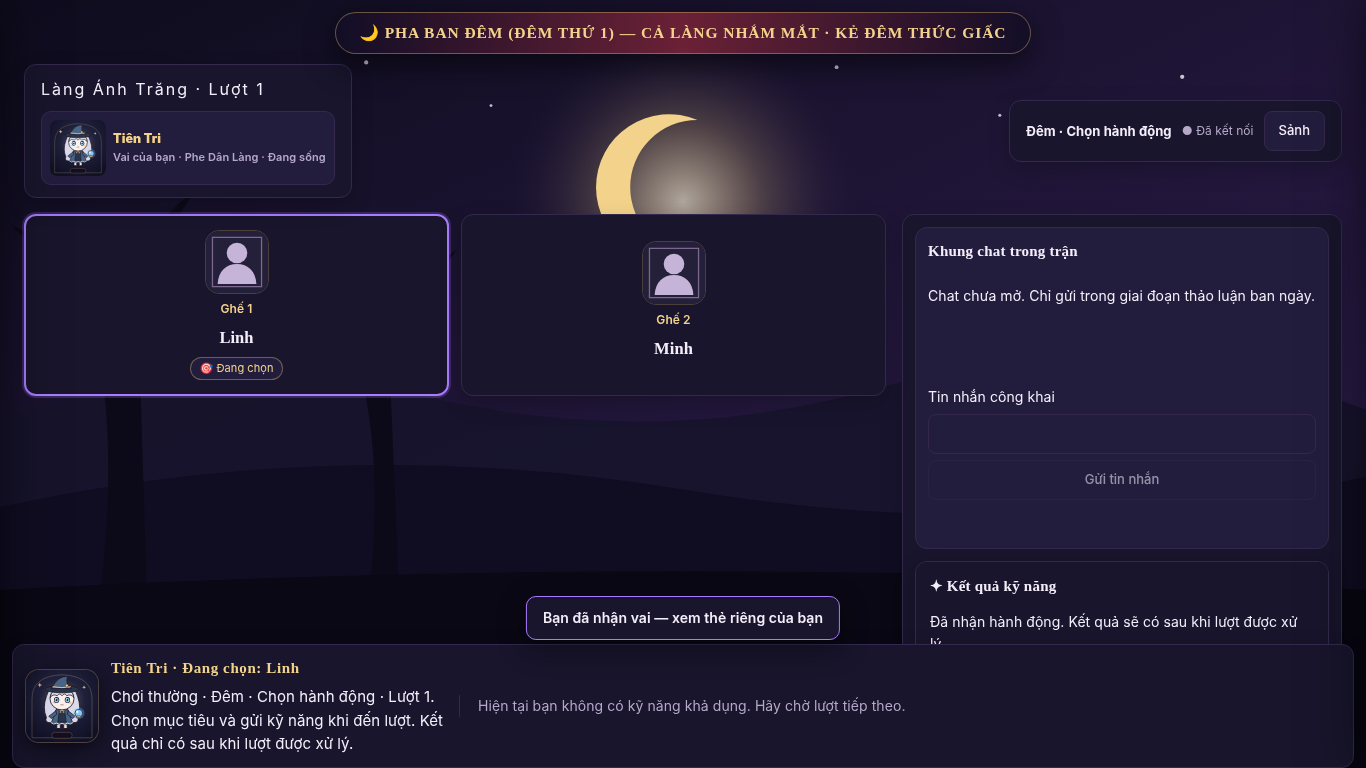 🌙 PHA BAN ĐÊM (ĐÊM THỨ 1) — CẢ LÀNG NHẮM MẮT · KẺ ĐÊM THỨC GIẤC
Làng Ánh Trăng · Lượt 1
Tiên Tri
Vai của bạn · Phe Dân Làng · Đang sống
Đêm · Chọn hành động
Đã kết nối
Sảnh
Ghế 1
Linh
🎯 Đang chọn
Ghế 2
Minh
Khung chat trong trận
Chat chưa mở. Chỉ gửi trong giai đoạn thảo luận ban ngày.
Tin nhắn công khai
Gửi tin nhắn
✦ Kết quả kỹ năng
Đã nhận hành động. Kết quả sẽ có sau khi lượt được xử
lý.
Bạn đã nhận vai — xem thẻ riêng của bạn
Tiên Tri · Đang chọn: Linh
Chơi thường · Đêm · Chọn hành động · Lượt 1.
Chọn mục tiêu và gửi kỹ năng khi đến lượt. Kết
quả chỉ có sau khi lượt được xử lý.
Hiện tại bạn không có kỹ năng khả dụng. Hãy chờ lượt tiếp theo.